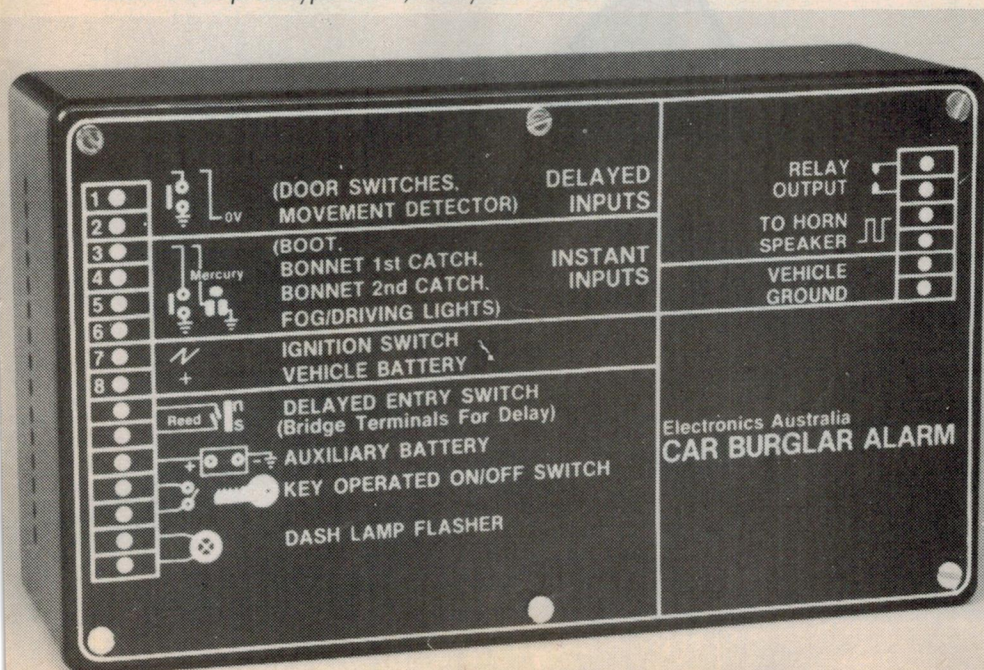 1
2
3
4
5
6
7
8
0V
(DOOR SWITCHES.
MOVEMENT DETECTOR)
DELAYED
INPUTS
Mercury
(BOOT.
BONNET 1st CATCH.
BONNET 2nd CATCH.
FOG/DRIVING LIGHTS)
INSTANT
INPUTS
IGNITION SWITCH
+
VEHICLE BATTERY
Reed
n
s
DELAYED ENTRY SWITCH
(Bridge Terminals For Delay)
+
-
AUXILIARY BATTERY
KEY OPERATED ON/OFF SWITCH
DASH LAMP FLASHER
RELAY
OUTPUT
TO HORN
SPEAKER
VEHICLE
GROUND
Electronics Australia
CAR BURGLAR ALARM